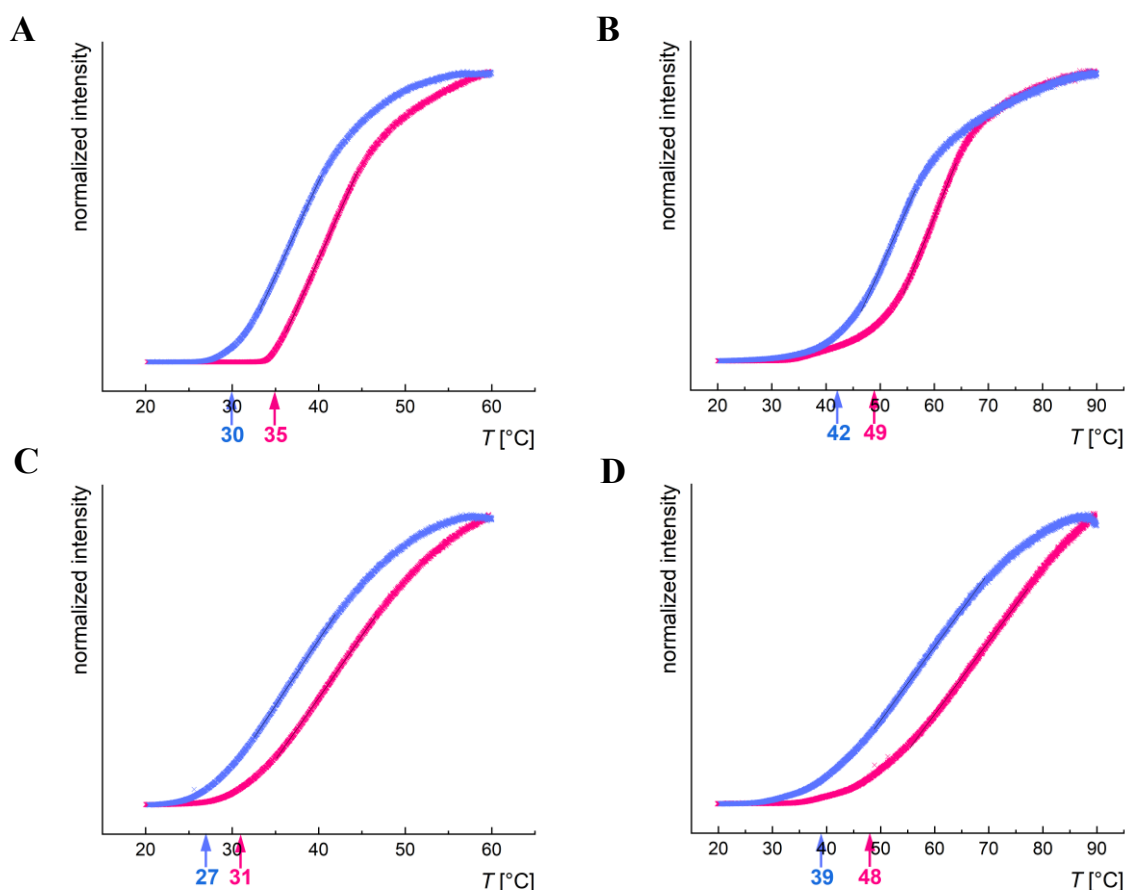 A
normalized intensity
20 30 40 50 60
30 35
T [°C]
B
normalized intensity
20 30 40 50 60 70 80 90
42 49
T [°C]
C
normalized intensity
20 30 40 50 60
27 31
T [°C]
D
normalized intensity
20 30 40 50 60 70 80 90
39 48
T [°C]